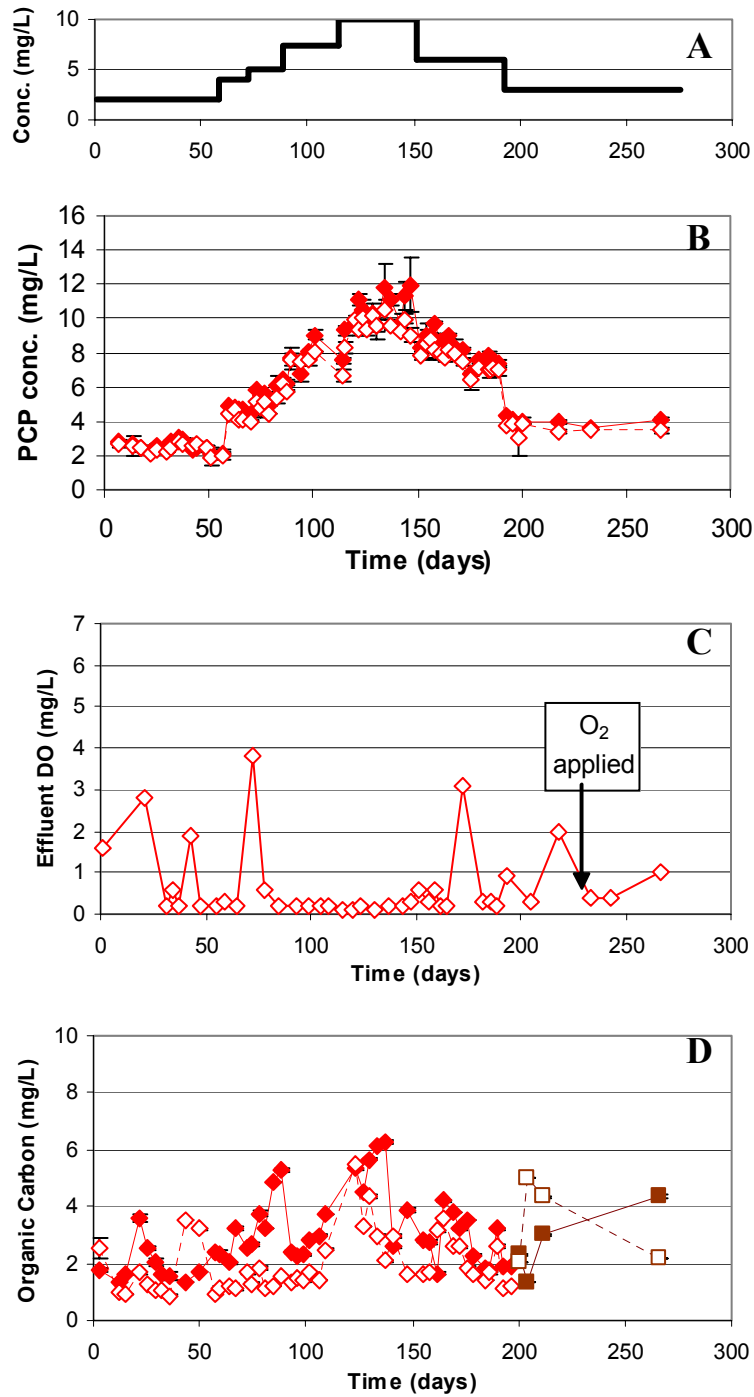 A
Conc. (mg/L)
10
5
0
0 50 100 150 200 250 300
B
PCP conc. (mg/L)
16
14
12
10
8
6
4
2
0
0 50 100 150 200 250 300
Time (days)
C
Effluent DO (mg/L)
7
6
5
4
3
2
1
0
O2
applied
0 50 100 150 200 250 300
Time (days)
D
Organic Carbon (mg/L)
10
8
6
4
2
0
0 50 100 150 200 250 300
Time (days)